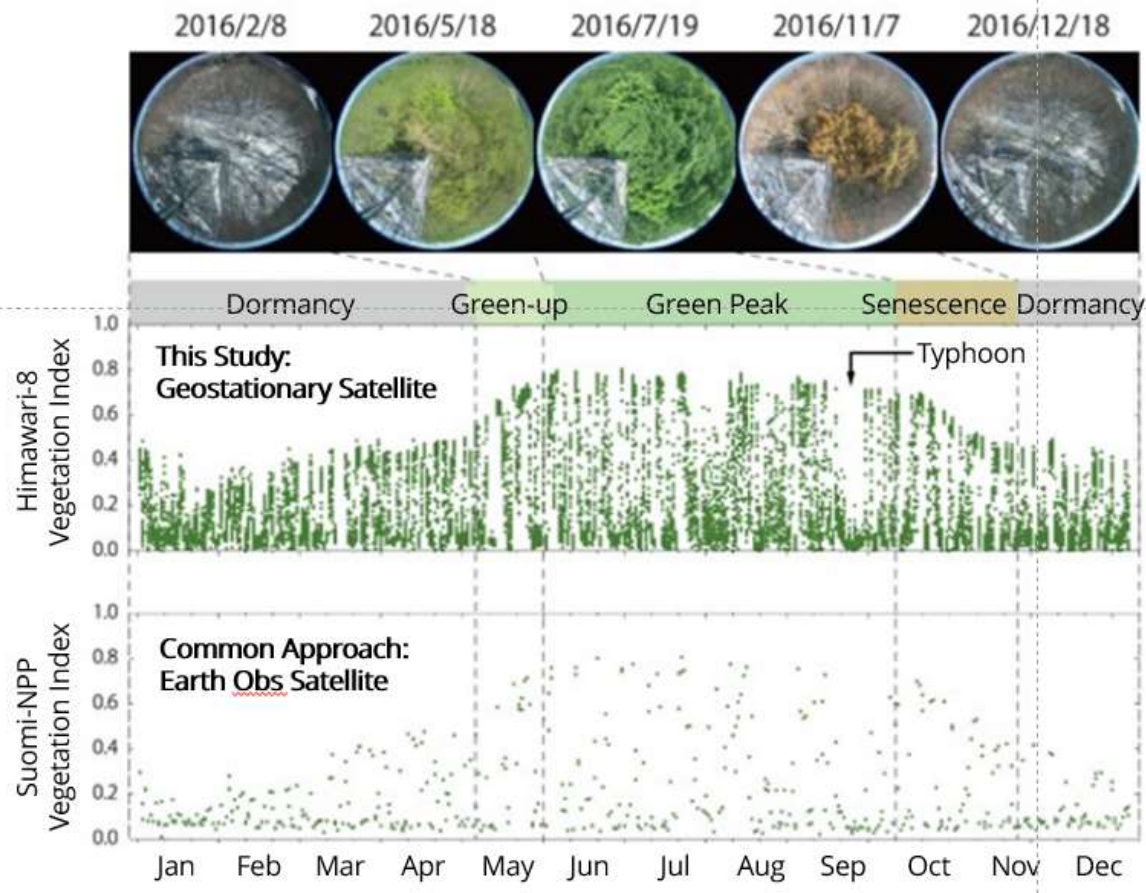 2016/2/8 2016/5/18 2016/7/19 2016/11/7 2016/12/18
Dormancy Green-up Green Peak Senescence Dormancy
Himawari-8
Vegetation Index
1.0
0.8
0.6
0.4
0.2
0.0
This Study:
Geostationary Satellite
Typhoon
Suomi-NPP
Vegetation Index
1.0
0.8
0.6
0.4
0.2
0.0
Common Approach:
Earth Obs Satellite
Jan Feb Mar Apr May Jun Jul Aug Sep Oct Nov Dec